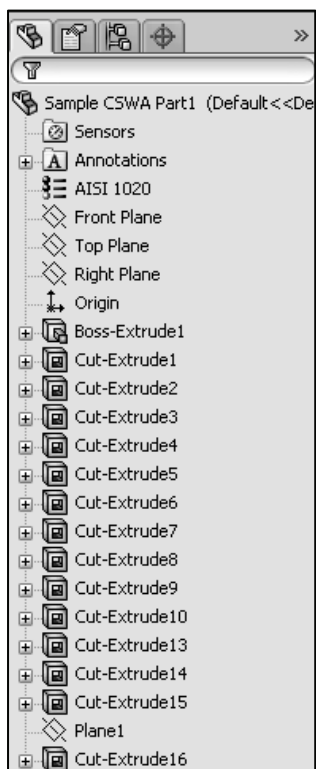 Sample CSWA Part1 (Default<<De
Sensors
Annotations
AISI 1020
Front Plane
Top Plane
Right Plane
Origin
Boss-Extrude1
Cut-Extrude1
Cut-Extrude2
Cut-Extrude3
Cut-Extrude4
Cut-Extrude5
Cut-Extrude6
Cut-Extrude7
Cut-Extrude8
Cut-Extrude9
Cut-Extrude10
Cut-Extrude13
Cut-Extrude14
Cut-Extrude15
Plane1
Cut-Extrude16